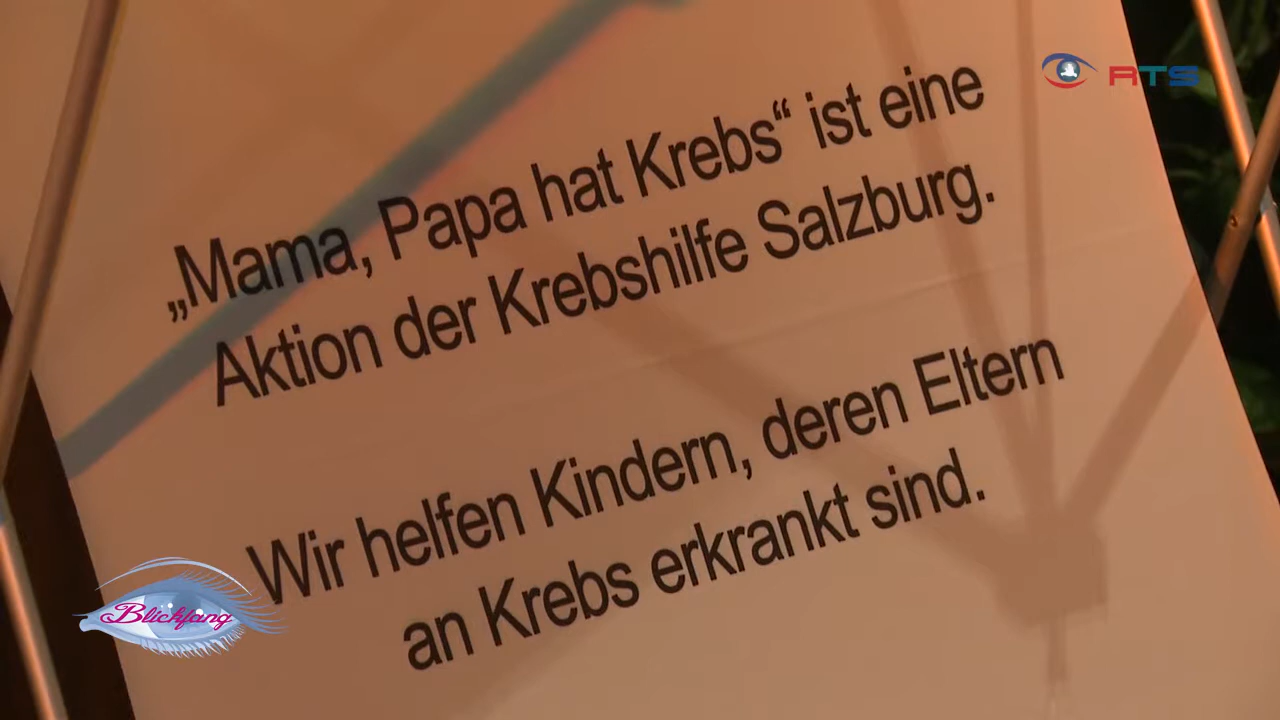 RTS
„Mama, Papa hat Krebs“ ist eine
Aktion der Krebshilfe Salzburg.
Wir helfen Kindern, deren Eltern
an Krebs erkrankt sind.
Blickfang